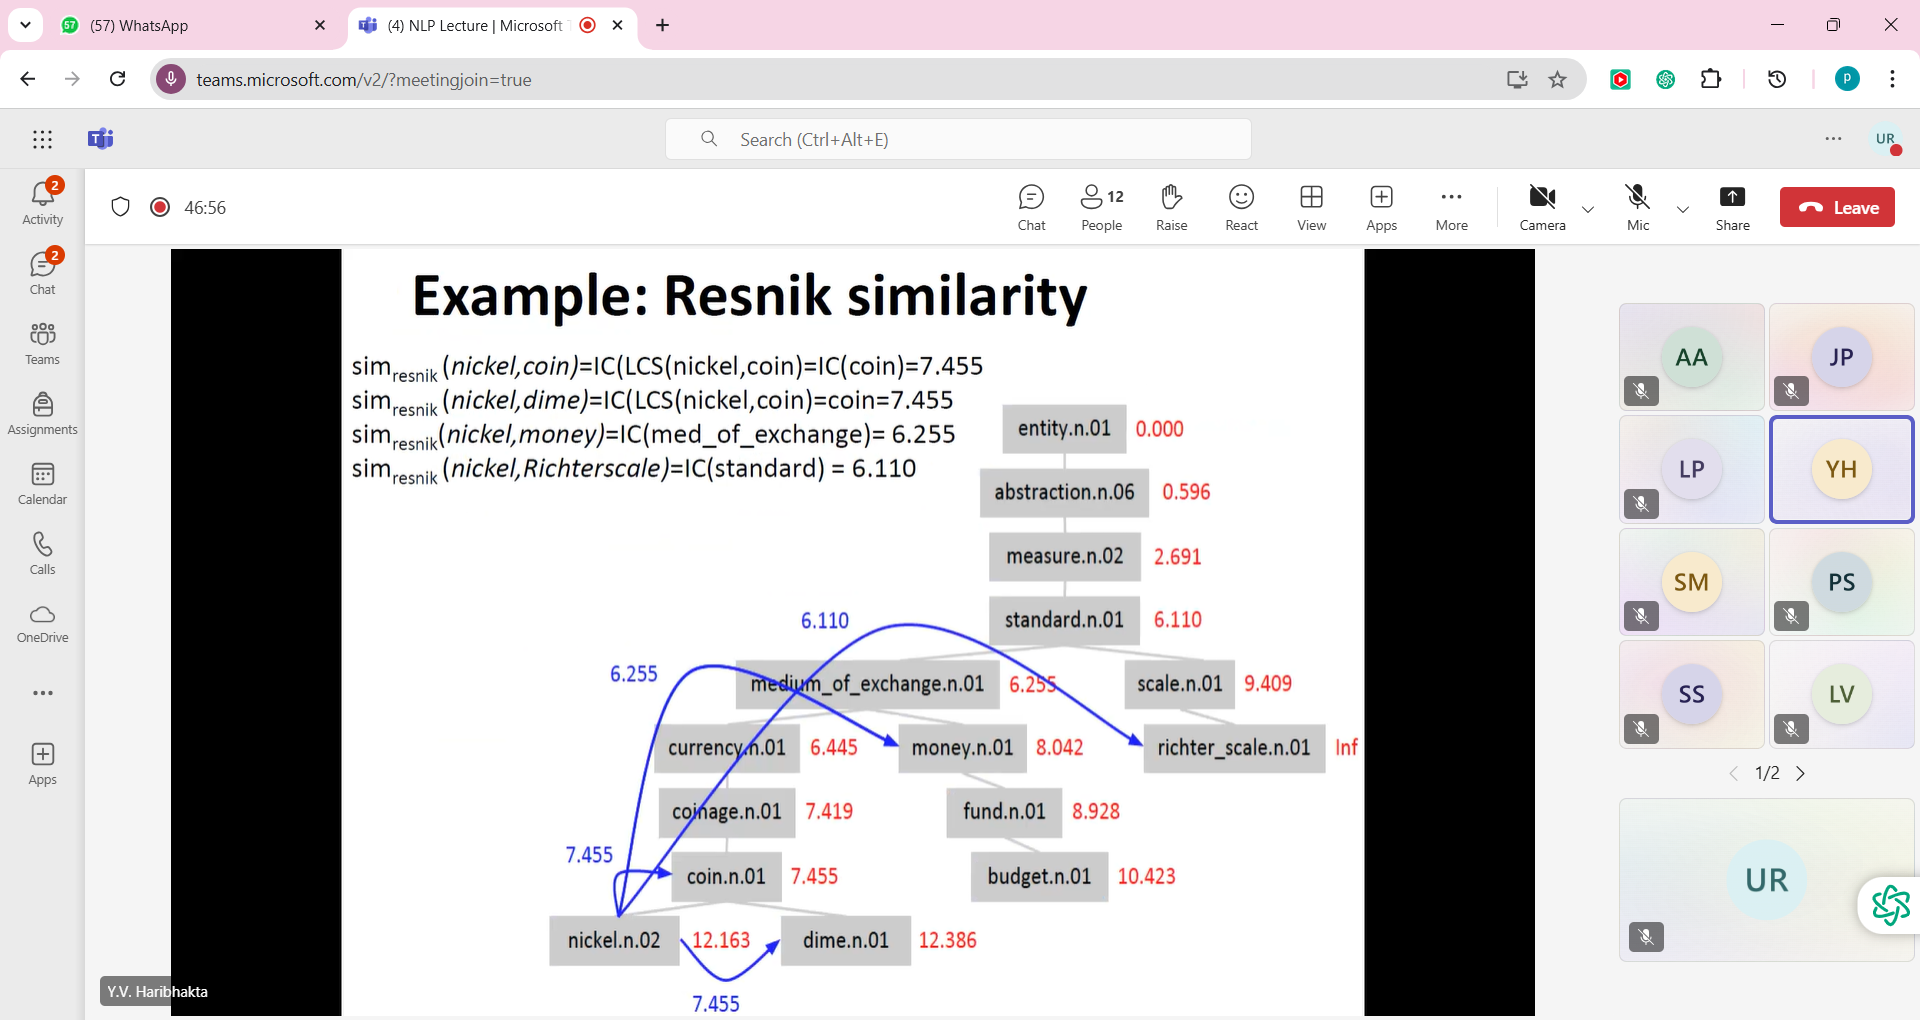 57
(57) WhatsApp
(4) NLP Lecture | Microsoft
teams.microsoft.com/v2/?meetingjoin=true
P
Search (Ctrl+Alt+E)
UR
2
Activity
2
Chat
Teams
Assignments
Calendar
Calls
OneDrive
Apps
46:56
Chat
12
People
Raise
React
View
Apps
More
Camera
Mic
Share
Leave
Example: Resnik similarity
simresnik (nickel,coin)=IC(LCS(nickel,coin)=IC(coin)=7.455
simresnik (nickel,dime)=IC(LCS(nickel,coin)=coin=7.455
simresnik(nickel,money)=IC(med_of_exchange)= 6.255
simresnik (nickel,Richterscale)=IC(standard) = 6.110
entity.n.01 0.000
abstraction.n.06 0.596
measure.n.02 2.691
6.110 standard.n.01 6.110
6.255 medium_of_exchange.n.01 6.255 scale.n.01 9.409
currency.n.01 6.445 money.n.01 8.042 richter_scale.n.01 Inf
coinage.n.01 7.419 fund.n.01 8.928
7.455 coin.n.01 7.455 budget.n.01 10.423
nickel.n.02 12.163 dime.n.01 12.386
7.455
Y.V. Haribhakta
AA
JP
LP
YH
SM
PS
SS
LV
1/2
UR